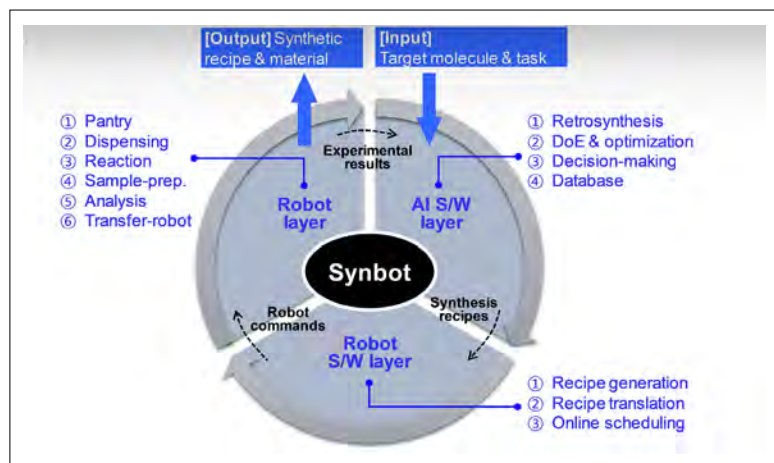 [Output] Synthetic
recipe & material
[Input]
Target molecule & task
① Pantry
② Dispensing
③ Reaction
④ Sample-prep.
⑤ Analysis
⑥ Transfer-robot
Experimental
results
① Retrosynthesis
② DoE & optimization
③ Decision-making
④ Database
Robot
layer
AI S/W
layer
Synbot
Robot
commands
Synthesis
recipes
Robot
S/W layer
① Recipe generation
② Recipe translation
③ Online scheduling